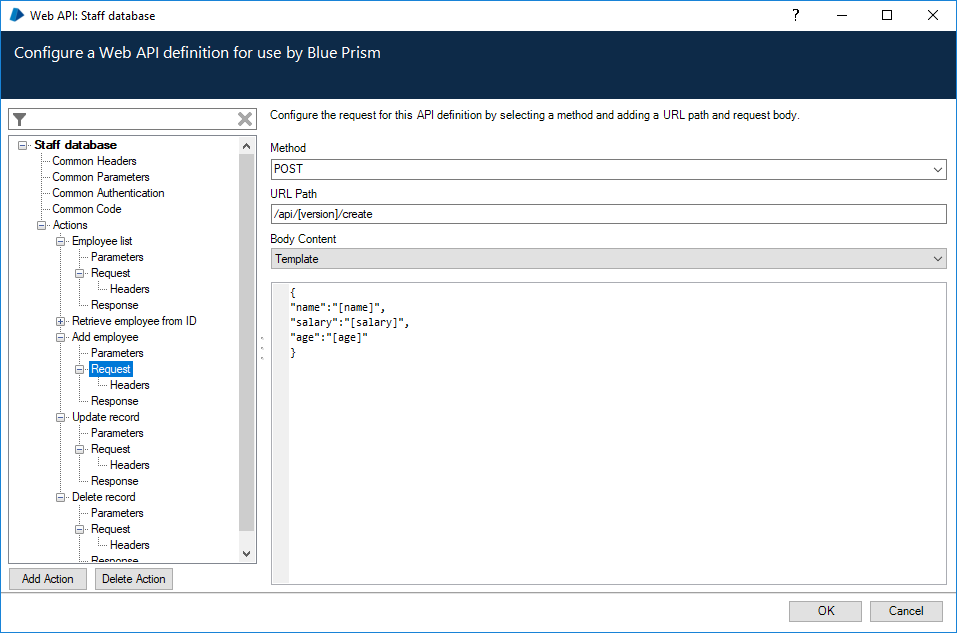 Web API: Staff database
?
Configure a Web API definition for use by Blue Prism
Staff database
Common Headers
Common Parameters
Common Authentication
Common Code
Actions
Employee list
Parameters
Request
Headers
Response
Retrieve employee from ID
Add employee
Parameters
Request
Headers
Response
Update record
Parameters
Request
Headers
Response
Delete record
Parameters
Request
Headers
Response
Add Action
Delete Action
Configure the request for this API definition by selecting a method and adding a URL path and request body.
Method
POST
URL Path
/api/[version]/create
Body Content
Template
{
"name":"[name]",
"salary":"[salary]",
"age":"[age]"
}
OK
Cancel